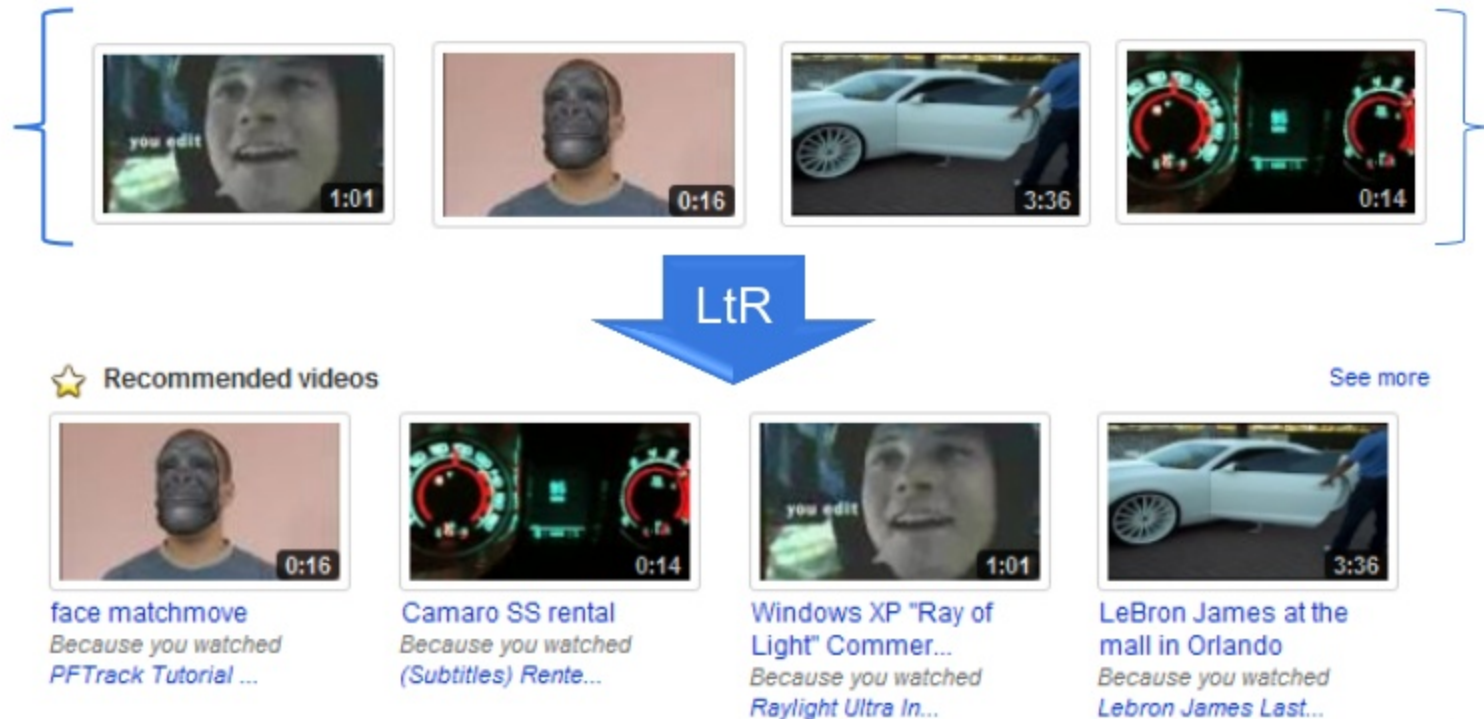 you edit
1:01
0:16
3:36
0:14
LtR
Recommended videos
See more
0:16
0:14
you edit
1:01
3:36
face matchmove
Because you watched
PFTrack Tutorial ...
Camaro SS rental
Because you watched
(Subtitles) Rente...
Windows XP "Ray of
Light" Commer...
Because you watched
Raylight Ultra In...
LeBron James at the
mall in Orlando
Because you watched
Lebron James Last...